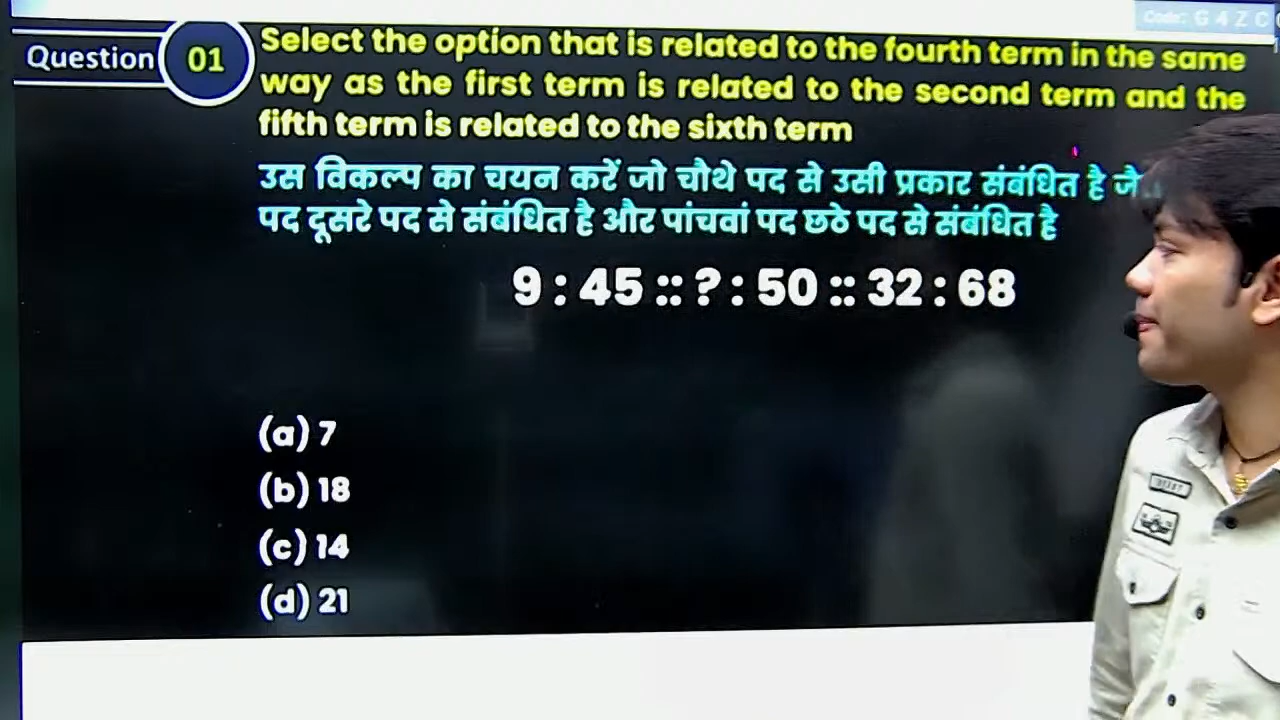 Code: G 4 Z C
Question 01
Select the option that is related to the fourth term in the same
way as the first term is related to the second term and the
fifth term is related to the sixth term
उस विकल्प का चयन करें जो चौथे पद से उसी प्रकार संबंधित है
पद दूसरे पद से संबंधित है और पांचवां पद छठे पद से संबंधित है
9 : 45 :: ? : 50 :: 32 : 68
(a) 7
(b) 18
(c) 14
(d) 21